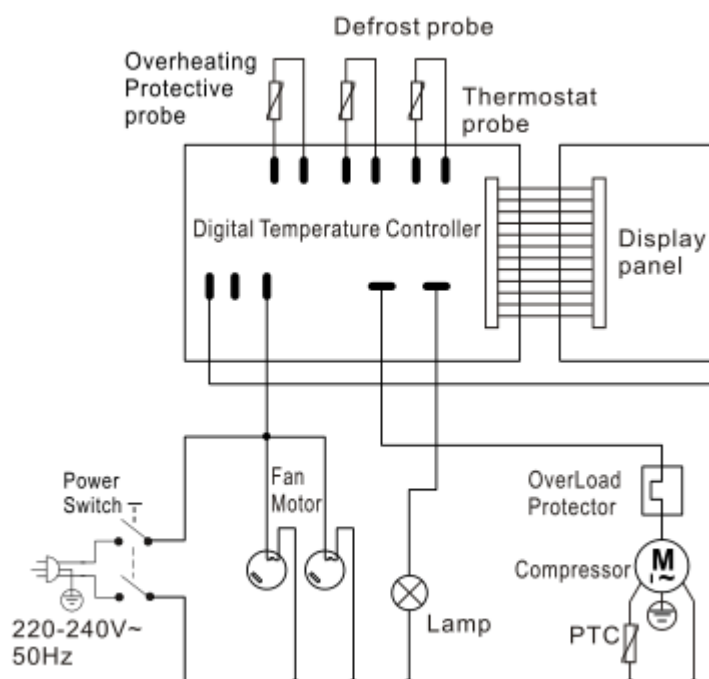 Defrost probe
Overheating
Protective
probe
Thermostat
probe
Digital Temperature Controller
Display
panel
Power
Switch
Fan
Motor
OverLoad
Protector
M
~
Compressor
Lamp
PTC
220-240V~
50Hz